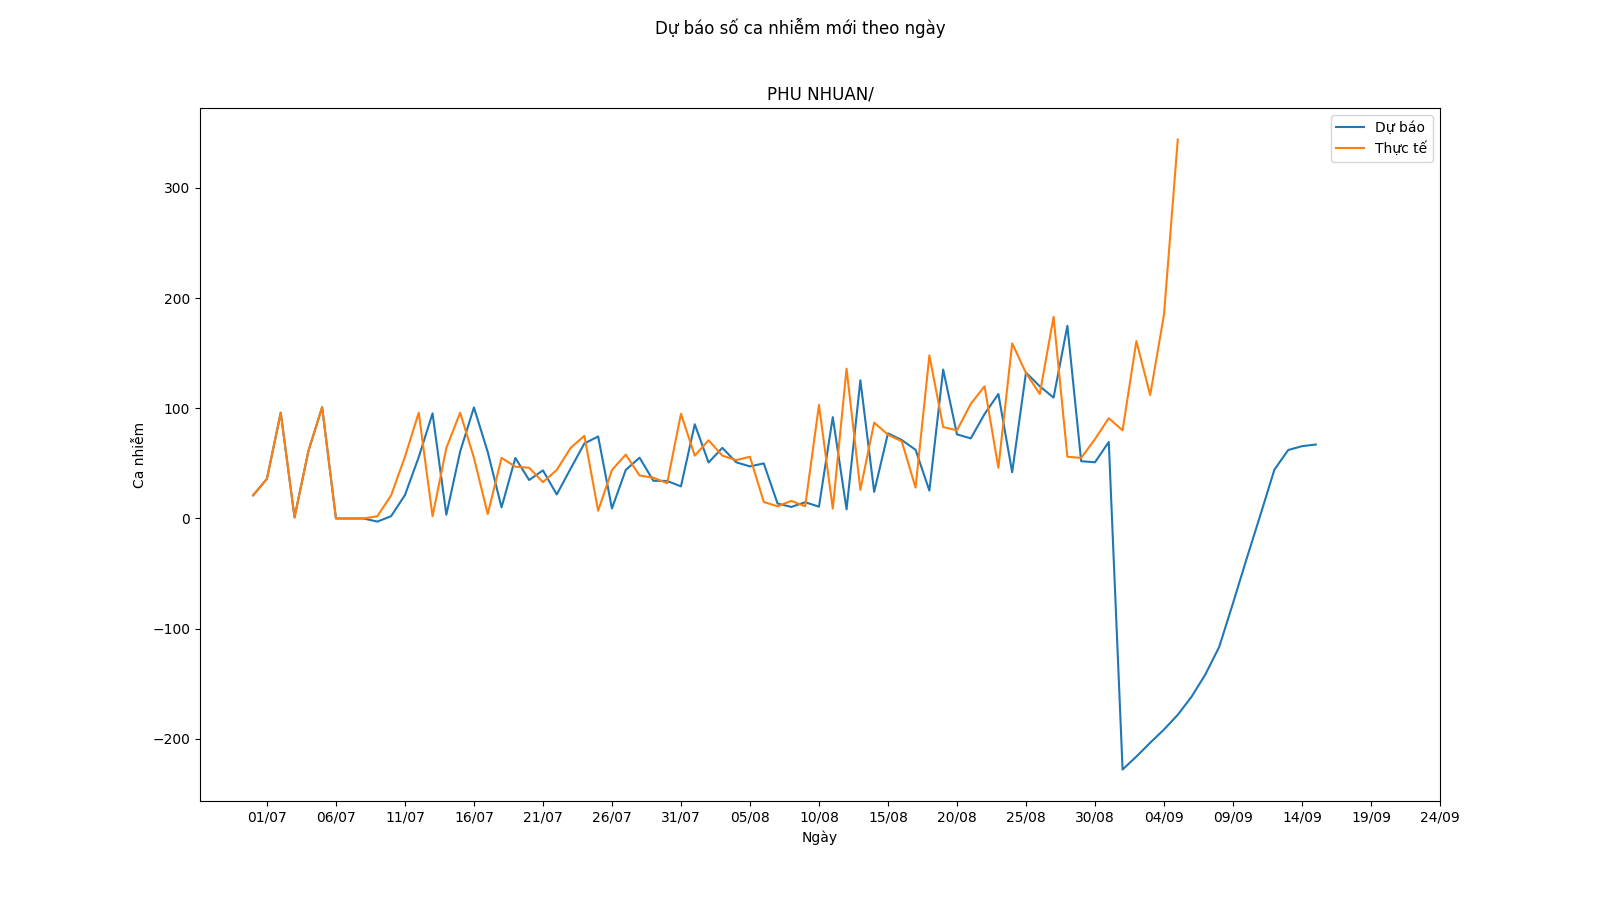 Dự báo số ca nhiễm mới theo ngày
PHU NHUAN/
Dự báo
Thực tế
300
200
100
0
−100
−200
Ca nhiễm
01/07 06/07 11/07 16/07 21/07 26/07 31/07 05/08 10/08 15/08 20/08 25/08 30/08 04/09 09/09 14/09 19/09 24/09
Ngày